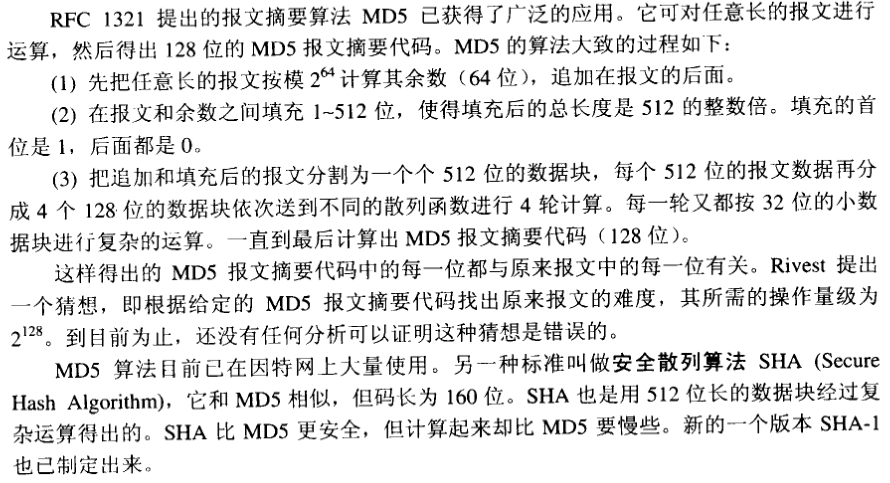 RFC 1321 提出的报文摘要算法 MD5 已获得了广泛的应用。它可对任意长的报文进行
运算，然后得出 128 位的 MD5 报文摘要代码。MD5 的算法大致的过程如下：
(1) 先把任意长的报文按模 2⁶⁴ 计算其余数（64 位），追加在报文的后面。
(2) 在报文和余数之间填充 1~512 位，使得填充后的总长度是 512 的整数倍。填充的首
位是 1，后面都是 0。
(3) 把追加和填充后的报文分割为一个个 512 位的数据块，每个 512 位的报文数据再分
成 4 个 128 位的数据块依次送到不同的散列函数进行 4 轮计算。每一轮又都按 32 位的小数
据块进行复杂的运算。一直到最后计算出 MD5 报文摘要代码（128 位）。
这样得出的 MD5 报文摘要代码中的每一位都与原来报文中的每一位有关。Rivest 提出
一个猜想，即根据给定的 MD5 报文摘要代码找出原来报文的难度，其所需的操作量级为
2¹²⁸。到目前为止，还没有任何分析可以证明这种猜想是错误的。
MD5 算法目前已在因特网上大量使用。另一种标准叫做安全散列算法 SHA (Secure
Hash Algorithm)，它和 MD5 相似，但码长为 160 位。SHA 也是用 512 位长的数据块经过复
杂运算得出的。SHA 比 MD5 更安全，但计算起来却比 MD5 要慢些。新的一个版本 SHA-1
也已制定出来。